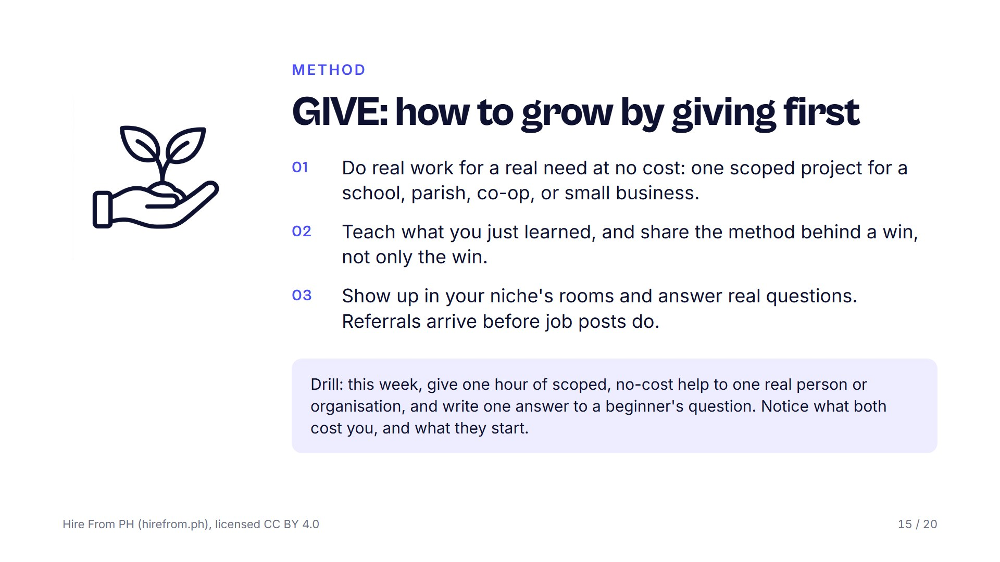 METHOD
GIVE: how to grow by giving first
01 Do real work for a real need at no cost: one scoped project for a
school, parish, co-op, or small business.
02 Teach what you just learned, and share the method behind a win,
not only the win.
03 Show up in your niche's rooms and answer real questions.
Referrals arrive before job posts do.
Drill: this week, give one hour of scoped, no-cost help to one real person or
organisation, and write one answer to a beginner's question. Notice what both
cost you, and what they start.
Hire From PH (hirefrom.ph), licensed CC BY 4.0
15 / 20